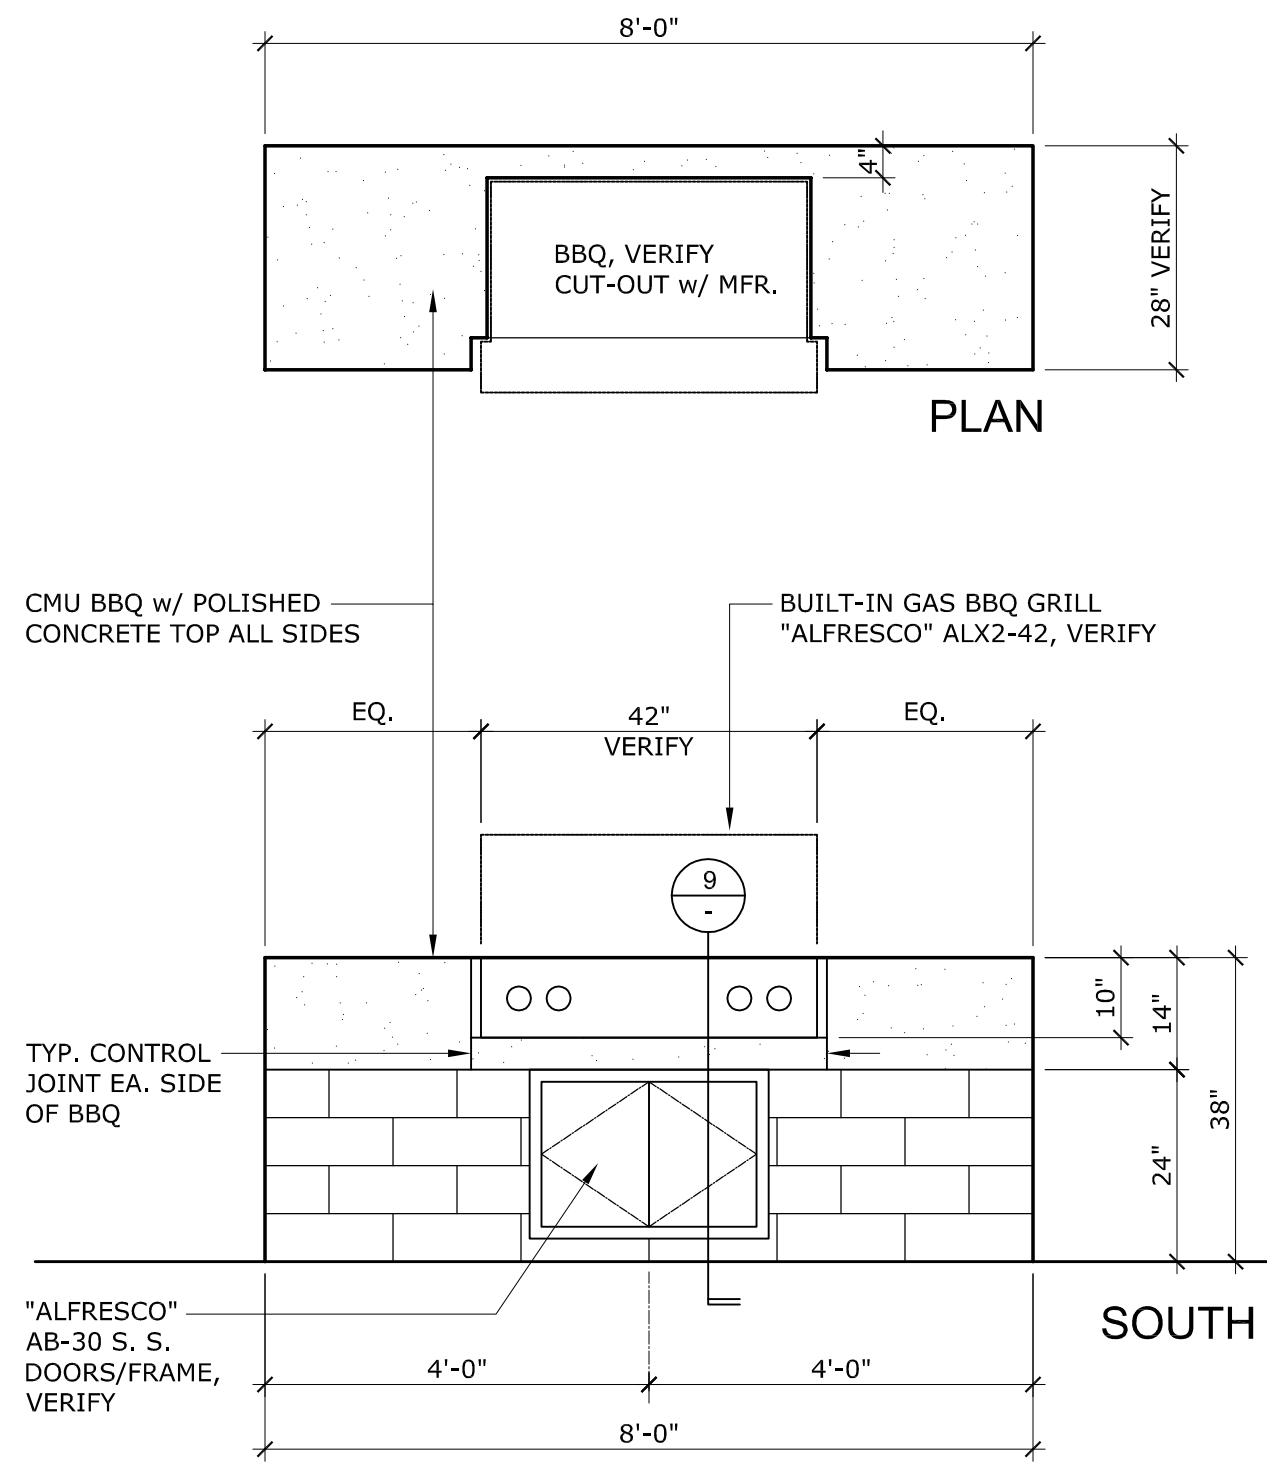 8'-0"
4"
28" VERIFY
BBQ, VERIFY
CUT-OUT w/ MFR.
PLAN
CMU BBQ w/ POLISHED
CONCRETE TOP ALL SIDES
BUILT-IN GAS BBQ GRILL
"ALFRESCO" ALX2-42, VERIFY
EQ.
42"
VERIFY
EQ.
9
-
10"
14"
38"
24"
TYP. CONTROL
JOINT EA. SIDE
OF BBQ
"ALFRESCO"
AB-30 S. S.
DOORS/FRAME,
VERIFY
SOUTH
4'-0"
4'-0"
8'-0"